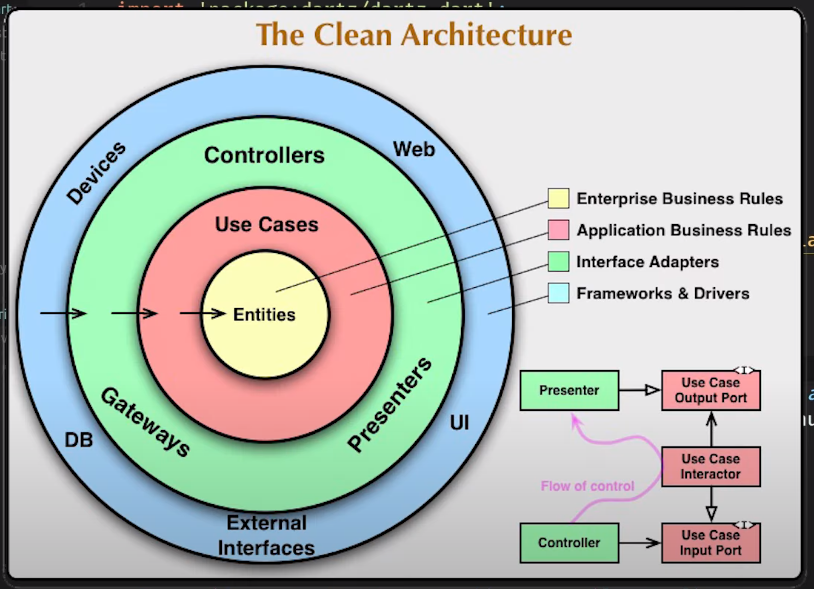 import 'package:dartz/dartz.dart';
The Clean Architecture
Devices
Controllers
Web
Use Cases
Entities
Gateways
Presenters
DB
UI
External
Interfaces
Enterprise Business Rules
Application Business Rules
Interface Adapters
Frameworks & Drivers
Presenter
<I>
Use Case
Output Port
Use Case
Interactor
Flow of control
Controller
<I>
Use Case
Input Port